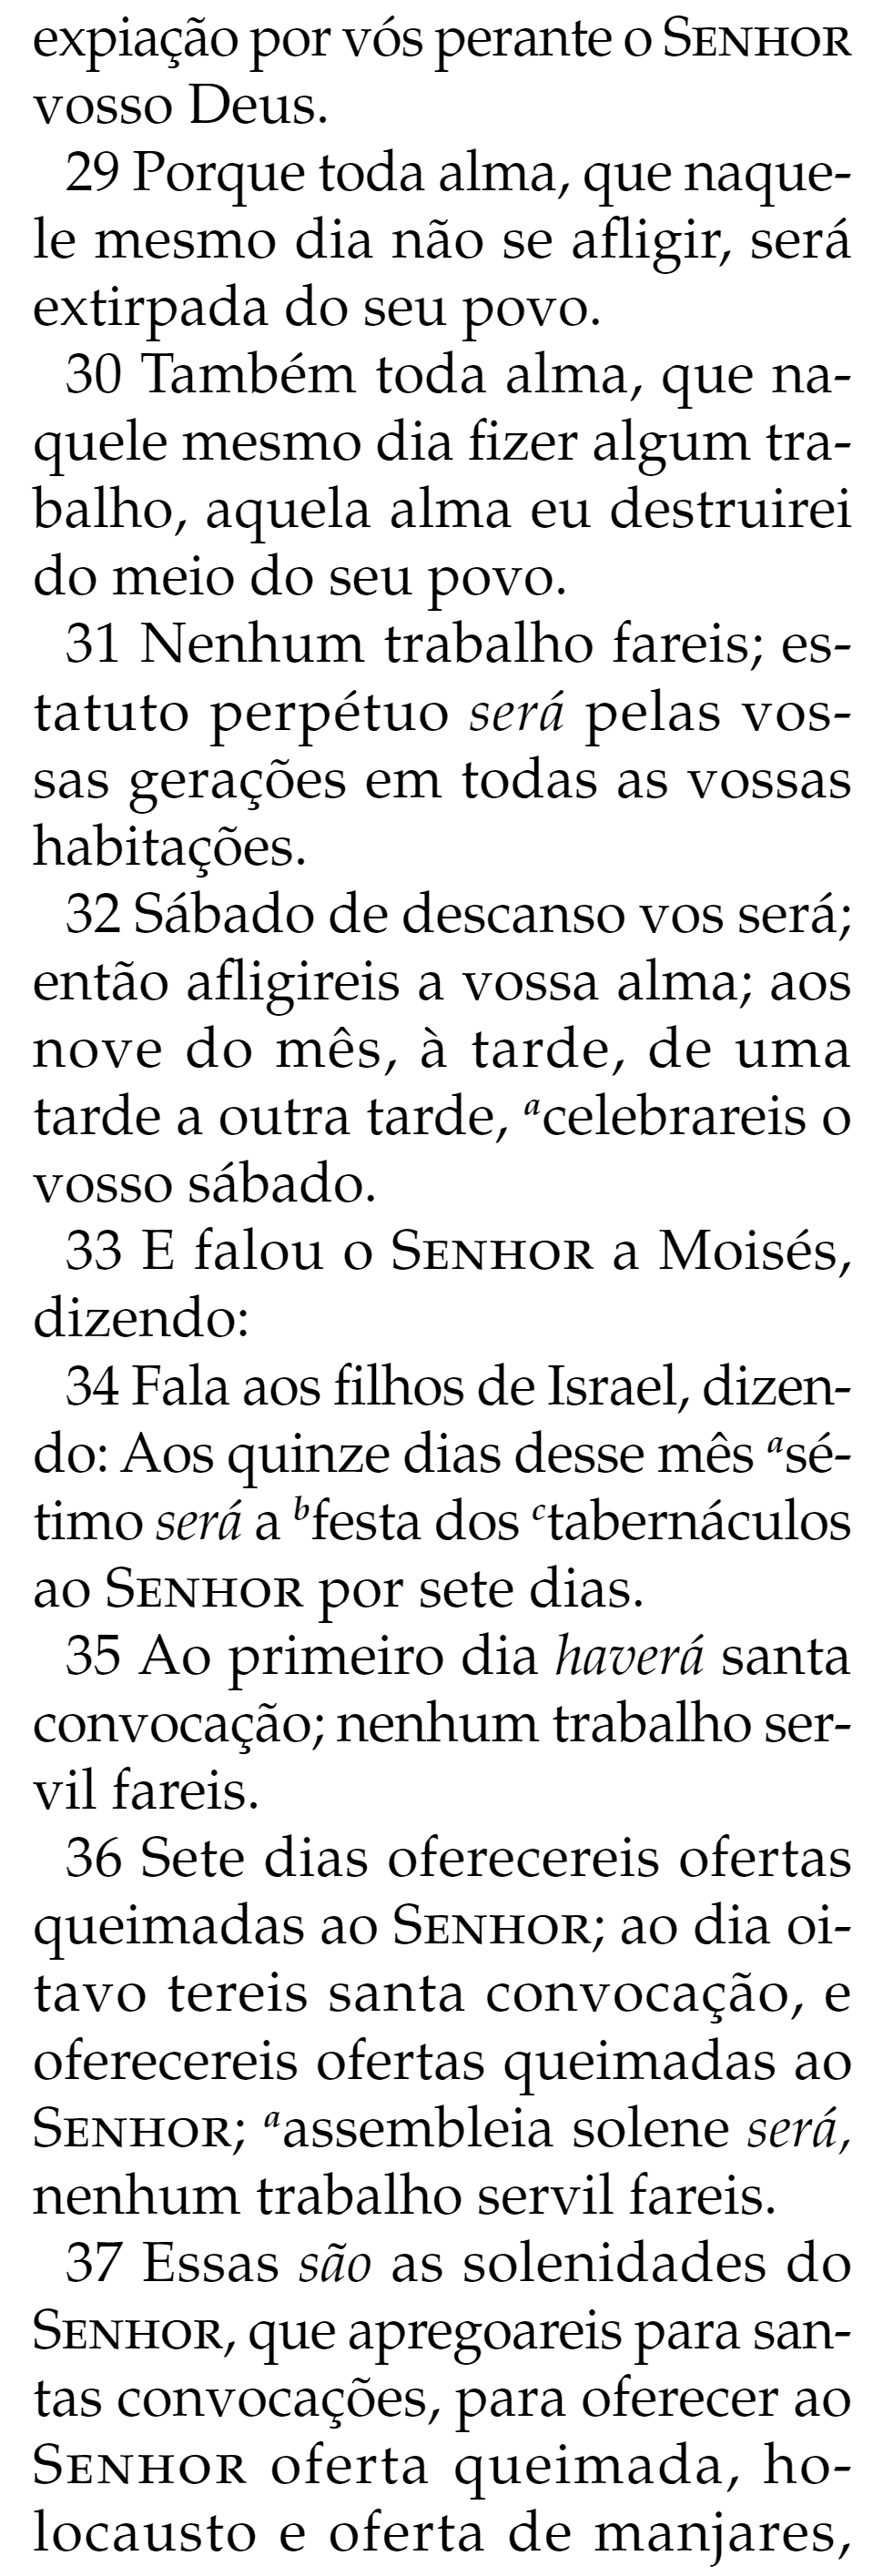 expiação por vós perante o SENHOR
vosso Deus.
29 Porque toda alma, que naque-
le mesmo dia não se afligir, será
extirpada do seu povo.
30 Também toda alma, que na-
quele mesmo dia fizer algum tra-
balho, aquela alma eu destruirei
do meio do seu povo.
31 Nenhum trabalho fareis; es-
tatuto perpétuo será pelas vos-
sas gerações em todas as vossas
habitações.
32 Sábado de descanso vos será;
então afligireis a vossa alma; aos
nove do mês, à tarde, de uma
tarde a outra tarde, ᵃcelebrareis o
vosso sábado.
33 E falou o SENHOR a Moisés,
dizendo:
34 Fala aos filhos de Israel, dizen-
do: Aos quinze dias desse mês ᵃsé-
timo será a ᵇfesta dos ᶜtabernáculos
ao SENHOR por sete dias.
35 Ao primeiro dia haverá santa
convocação; nenhum trabalho ser-
vil fareis.
36 Sete dias oferecereis ofertas
queimadas ao SENHOR; ao dia oi-
tavo tereis santa convocação, e
oferecereis ofertas queimadas ao
SENHOR; ᵃassembleia solene será,
nenhum trabalho servil fareis.
37 Essas são as solenidades do
SENHOR, que apregoareis para san-
tas convocações, para oferecer ao
SENHOR oferta queimada, ho-
locausto e oferta de manjares,